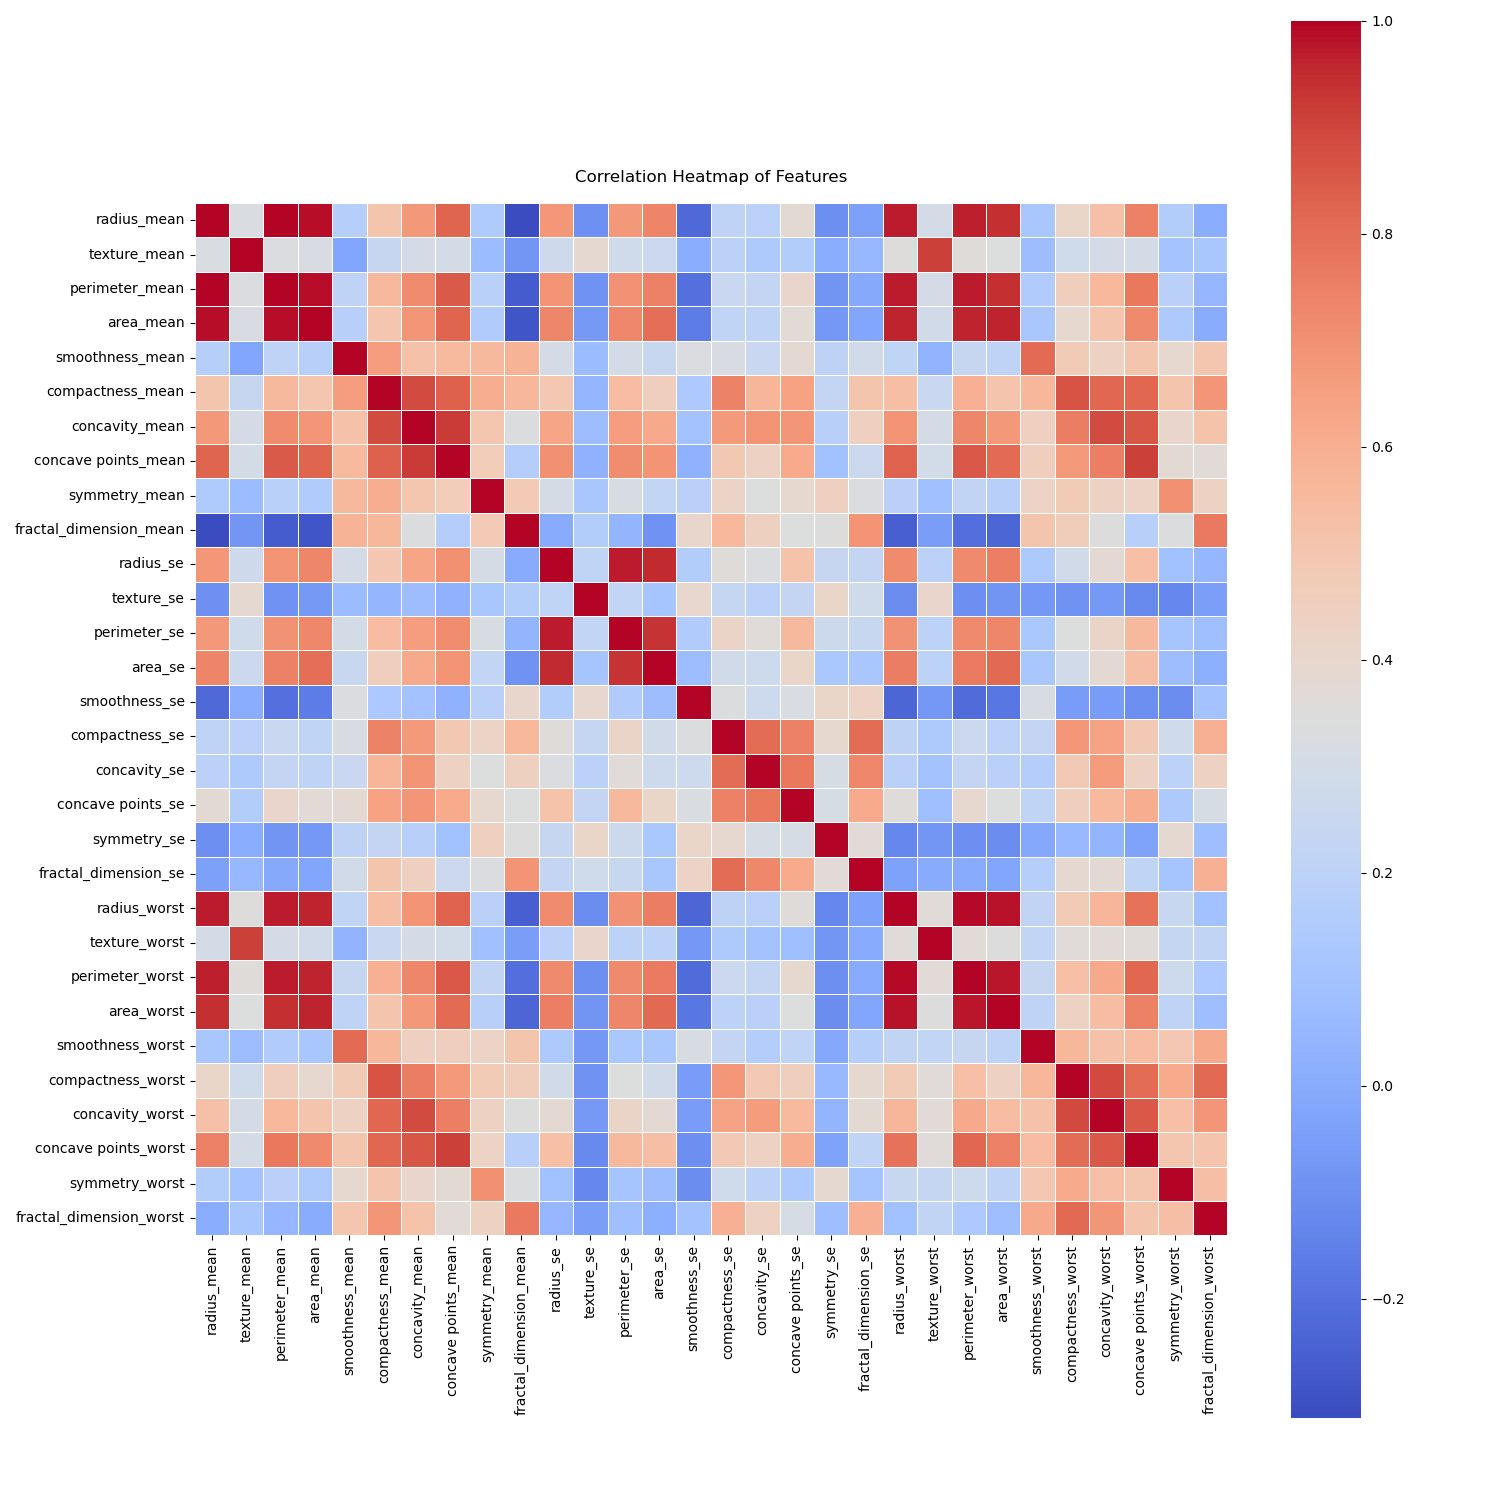 Correlation Heatmap of Features
radius_mean
texture_mean
perimeter_mean
area_mean
smoothness_mean
compactness_mean
concavity_mean
concave points_mean
symmetry_mean
fractal_dimension_mean
radius_se
texture_se
perimeter_se
area_se
smoothness_se
compactness_se
concavity_se
concave points_se
symmetry_se
fractal_dimension_se
radius_worst
texture_worst
perimeter_worst
area_worst
smoothness_worst
compactness_worst
concavity_worst
concave points_worst
symmetry_worst
fractal_dimension_worst
radius_mean
texture_mean
perimeter_mean
area_mean
smoothness_mean
compactness_mean
concavity_mean
concave points_mean
symmetry_mean
fractal_dimension_mean
radius_se
texture_se
perimeter_se
area_se
smoothness_se
compactness_se
concavity_se
concave points_se
symmetry_se
fractal_dimension_se
radius_worst
texture_worst
perimeter_worst
area_worst
smoothness_worst
compactness_worst
concavity_worst
concave points_worst
symmetry_worst
fractal_dimension_worst
1.0
0.8
0.6
0.4
0.2
0.0
−0.2